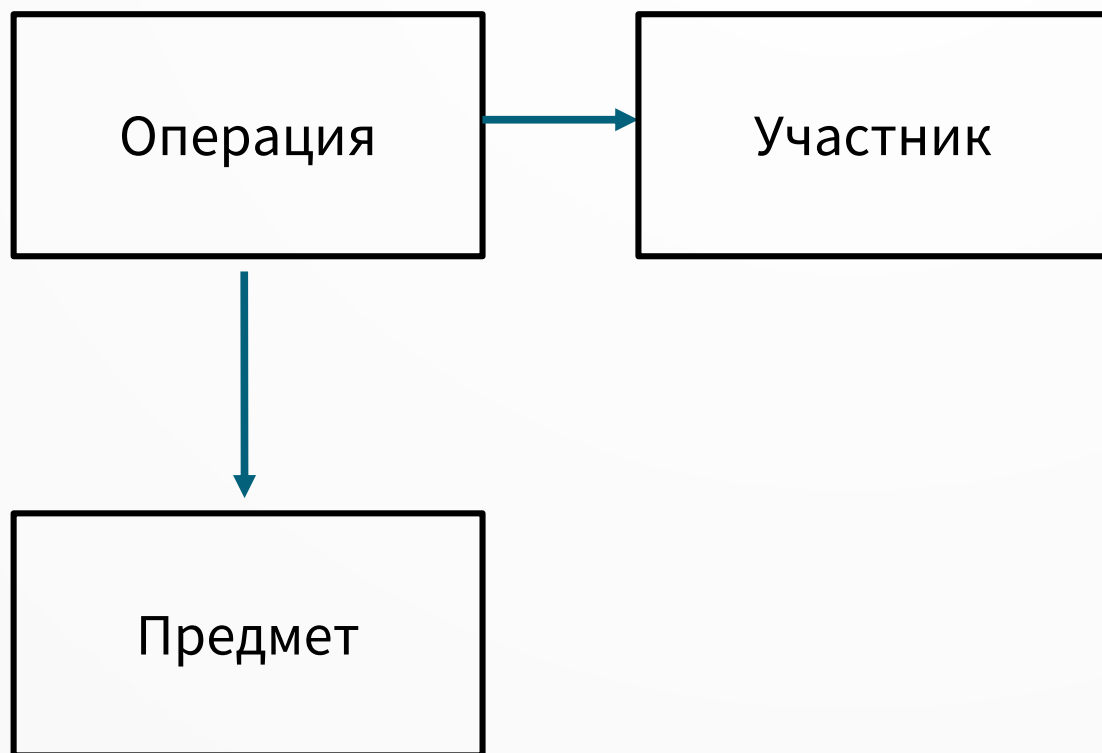 Операция
Участник
Предмет